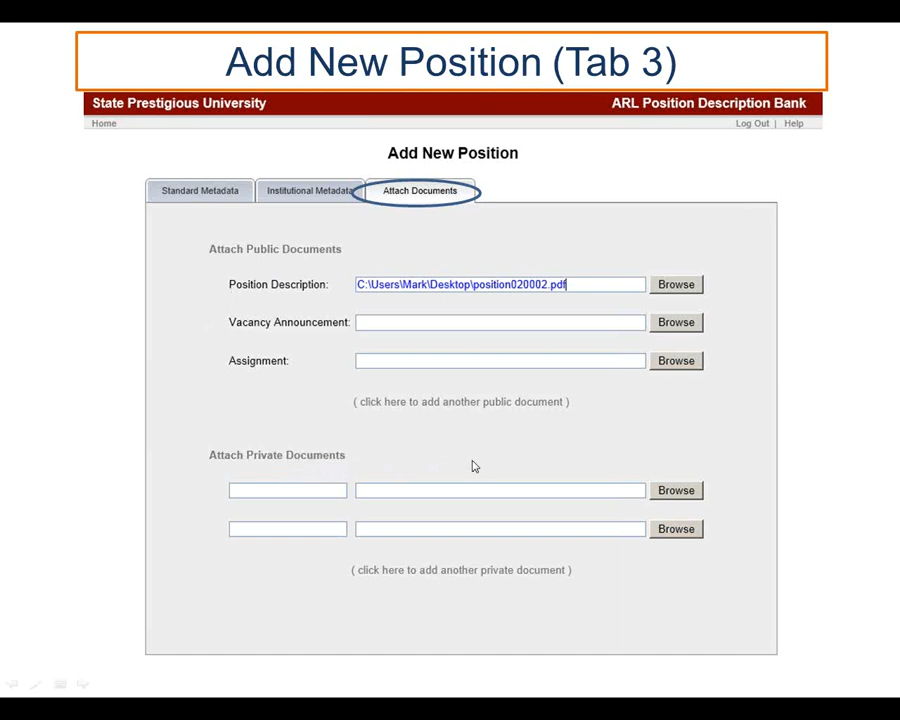 Add New Position (Tab 3)
State Prestigious University ARL Position Description Bank
Home Log Out | Help
Add New Position
Standard Metadata Institutional Metadata Attach Documents
Attach Public Documents
Position Description: C:\Users\Mark\Desktop\position020002.pdf Browse
Vacancy Announcement: Browse
Assignment: Browse
( click here to add another public document )
Attach Private Documents
Browse
Browse
( click here to add another private document )